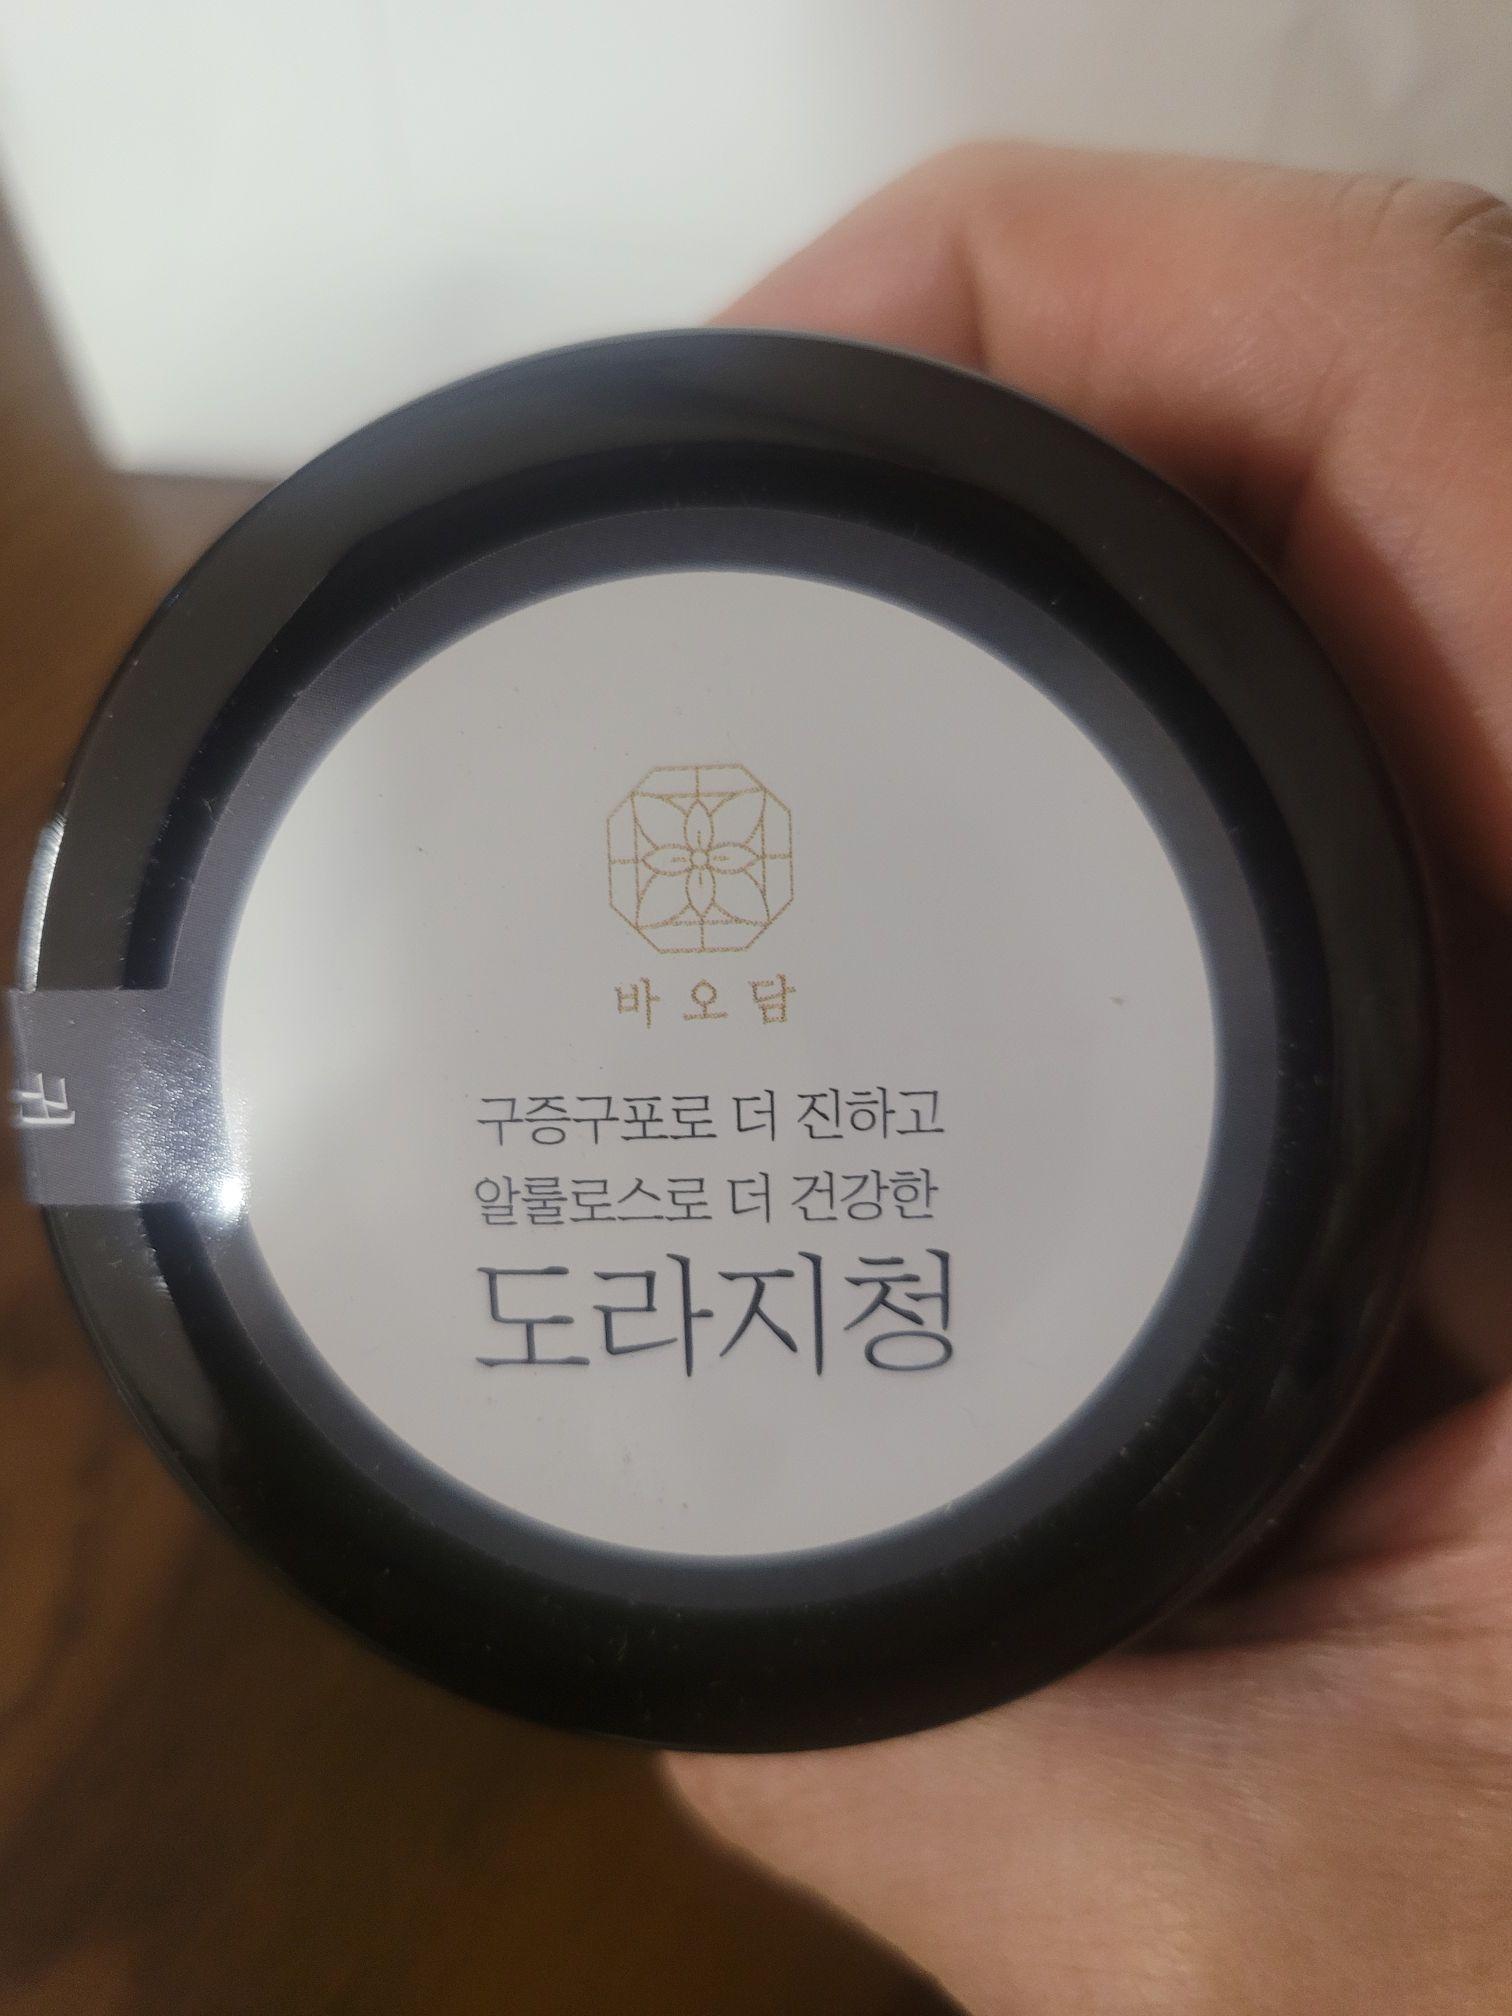 바오담
구증구포로 더 진하고
알룰로스로 더 건강한
도라지청